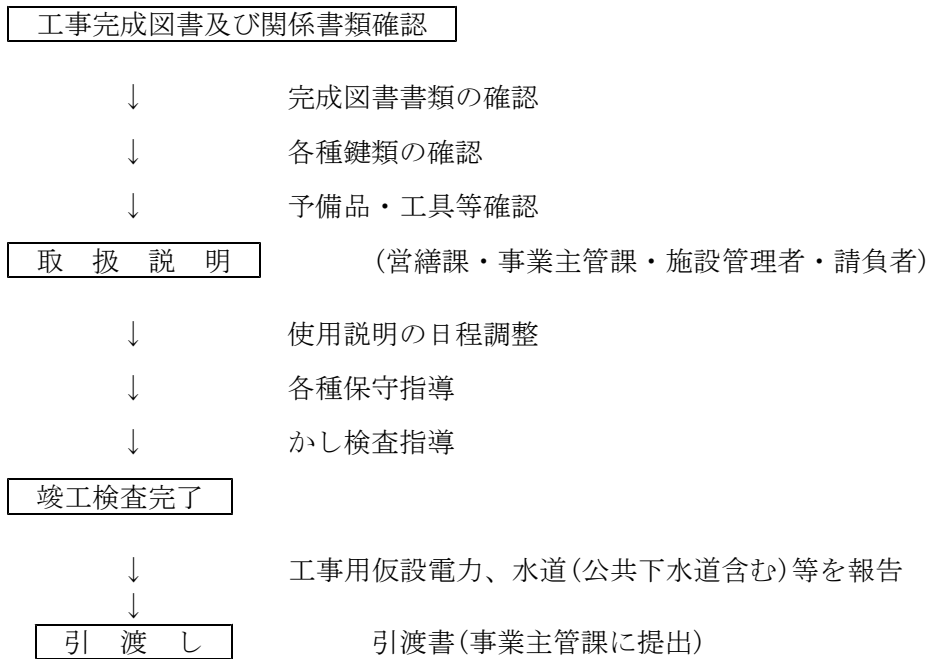 工事完成図書及び関係書類確認
↓ 完成図書書類の確認
↓ 各種鍵類の確認
↓ 予備品・工具等確認
取 扱 説 明 (営繕課・事業主管課・施設管理者・請負者)
↓ 使用説明の日程調整
↓ 各種保守指導
↓ かし検査指導
竣工検査完了
↓ 工事用仮設電力、水道(公共下水道含む)等を報告
↓
引 渡 し 引渡書(事業主管課に提出)